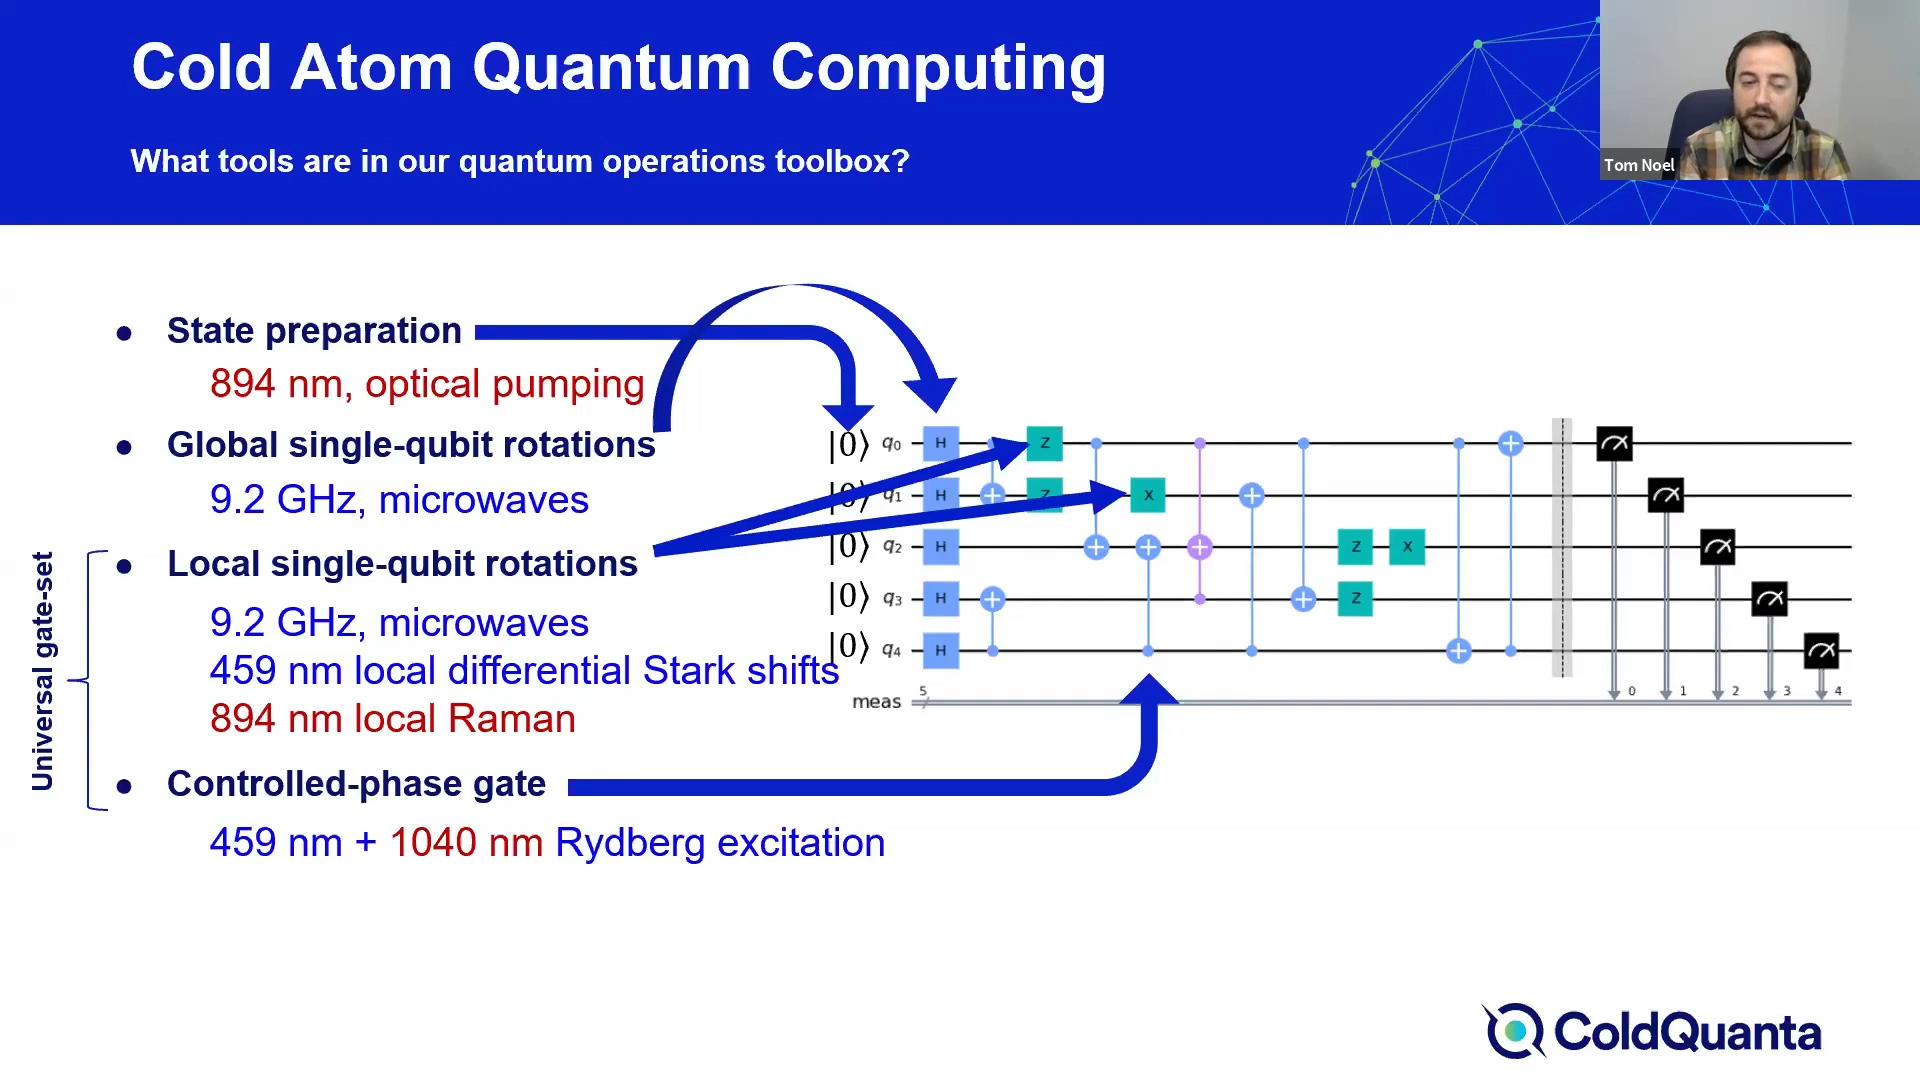 Cold Atom Quantum Computing
What tools are in our quantum operations toolbox?
Tom Noel
Universal gate-set
● State preparation
894 nm, optical pumping
● Global single-qubit rotations
9.2 GHz, microwaves
● Local single-qubit rotations
9.2 GHz, microwaves
459 nm local differential Stark shifts
894 nm local Raman
● Controlled-phase gate
459 nm + 1040 nm Rydberg excitation
|0⟩ q₀ H Z
|0⟩ q₁ H Z X
|0⟩ q₂ H Z X
|0⟩ q₃ H Z
|0⟩ q₄ H
meas 5 0 1 2 3 4
ColdQuanta